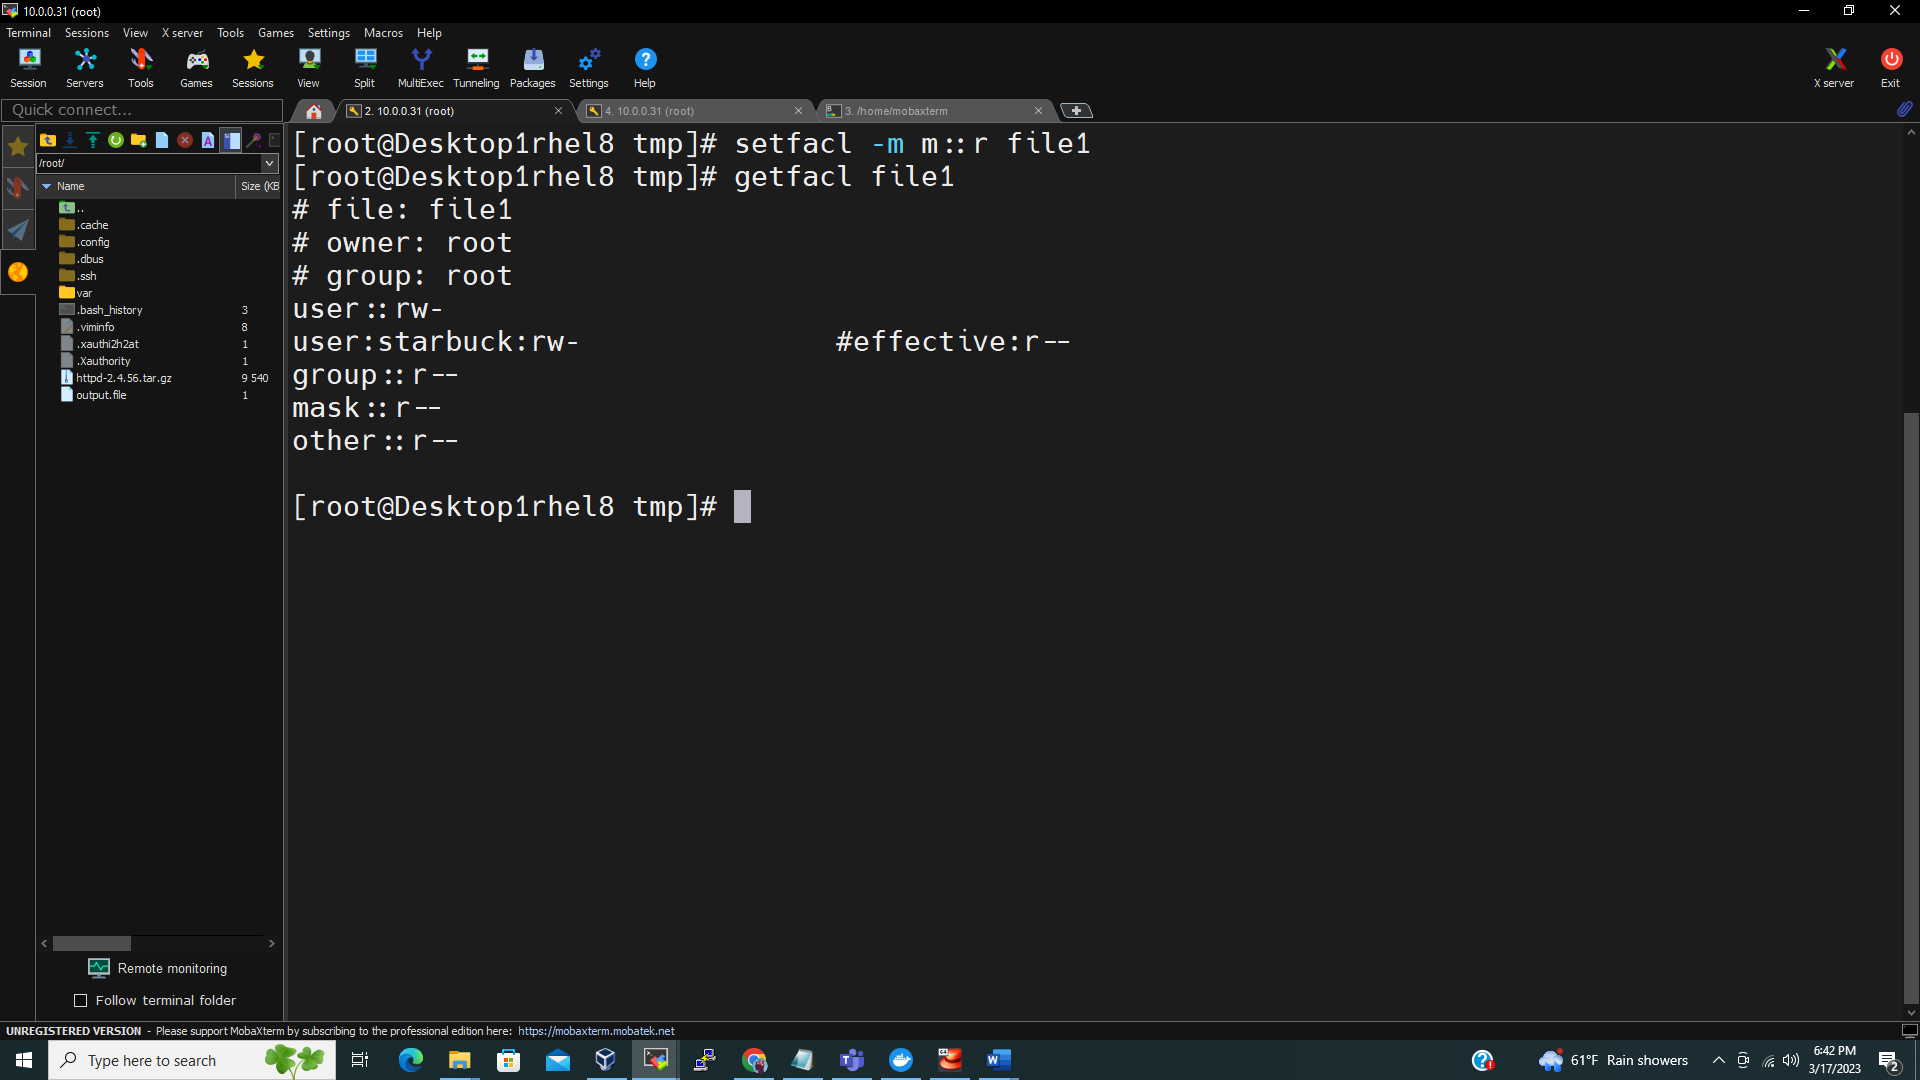 10.0.0.31 (root)
Terminal Sessions View X server Tools Games Settings Macros Help
Session Servers Tools Games Sessions View Split MultiExec Tunneling Packages Settings Help X server Exit
Quick connect...
2. 10.0.0.31 (root)
4. 10.0.0.31 (root)
3. /home/mobaxterm
/root/
Name Size (KB
..
.cache
.config
.dbus
.ssh
var
.bash_history 3
.viminfo 8
.xauthi2h2at 1
.Xauthority 1
httpd-2.4.56.tar.gz 9 540
output.file 1
[root@Desktop1rhel8 tmp]# setfacl -m m::r file1
[root@Desktop1rhel8 tmp]# getfacl file1
# file: file1
# owner: root
# group: root
user::rw-
user:starbuck:rw- #effective:r--
group::r--
mask::r--
other::r--
[root@Desktop1rhel8 tmp]#
Remote monitoring
Follow terminal folder
UNREGISTERED VERSION - Please support MobaXterm by subscribing to the professional edition here: https://mobaxterm.mobatek.net
Type here to search
61°F Rain showers
6:42 PM
3/17/2023
2